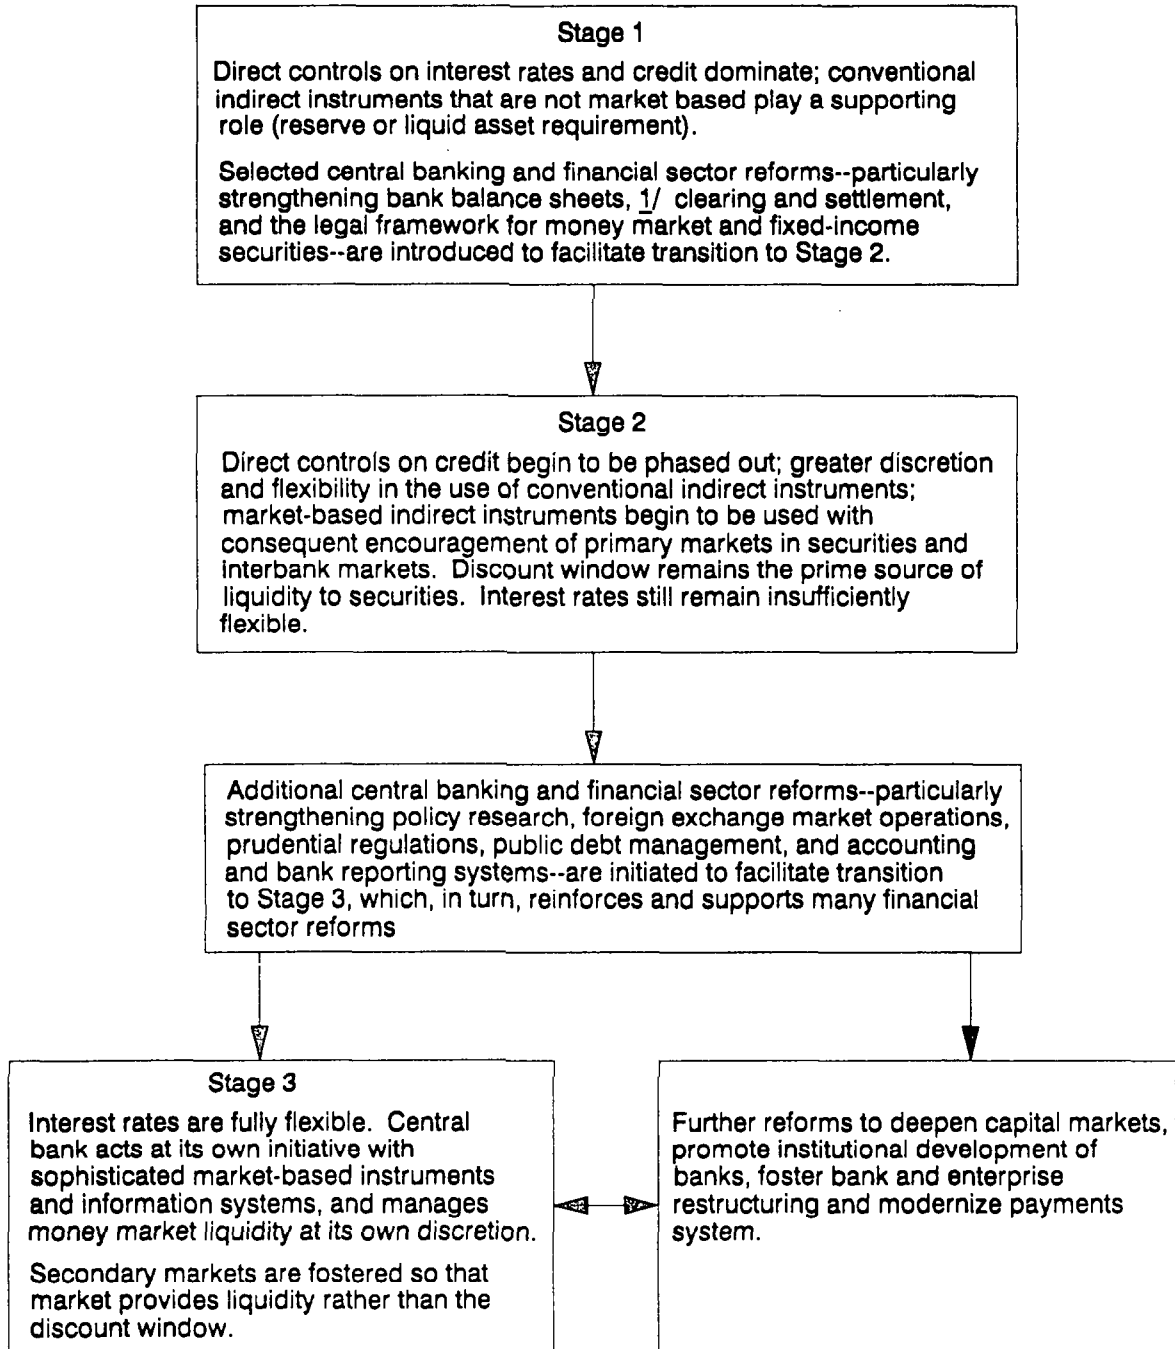 Stage 1
Direct controls on interest rates and credit dominate; conventional
indirect instruments that are not market based play a supporting
role (reserve or liquid asset requirement).
Selected central banking and financial sector reforms--particularly
strengthening bank balance sheets, 1/ clearing and settlement,
and the legal framework for money market and fixed-income
securities--are introduced to facilitate transition to Stage 2.
Stage 2
Direct controls on credit begin to be phased out; greater discretion
and flexibility in the use of conventional indirect instruments;
market-based indirect instruments begin to be used with
consequent encouragement of primary markets in securities and
interbank markets. Discount window remains the prime source of
liquidity to securities. Interest rates still remain insufficiently
flexible.
Additional central banking and financial sector reforms--particularly
strengthening policy research, foreign exchange market operations,
prudential regulations, public debt management, and accounting
and bank reporting systems--are initiated to facilitate transition
to Stage 3, which, in turn, reinforces and supports many financial
sector reforms
Stage 3
Interest rates are fully flexible. Central
bank acts at its own initiative with
sophisticated market-based instruments
and information systems, and manages
money market liquidity at its own discretion.
Secondary markets are fostered so that
market provides liquidity rather than the
discount window.
Further reforms to deepen capital markets,
promote institutional development of
banks, foster bank and enterprise
restructuring and modernize payments
system.